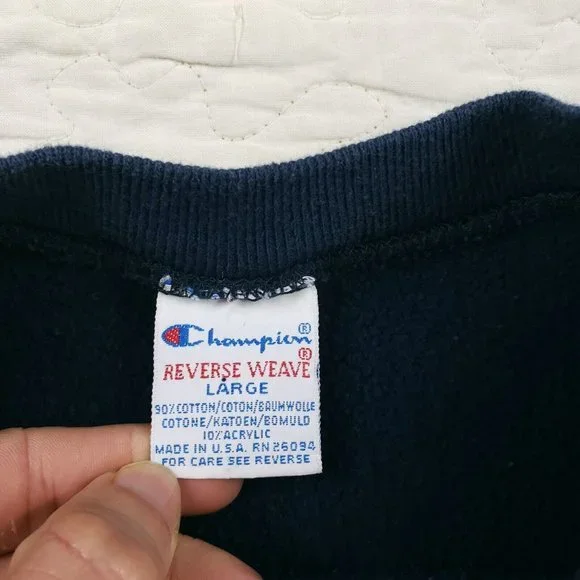 Champion®
REVERSE WEAVE®
LARGE
90% COTTON/COTON/BAUMWOLLE
COTONE/KATOEN/BOMULD
10% ACRYLIC
MADE IN U.S.A. RN 26094
FOR CARE SEE REVERSE